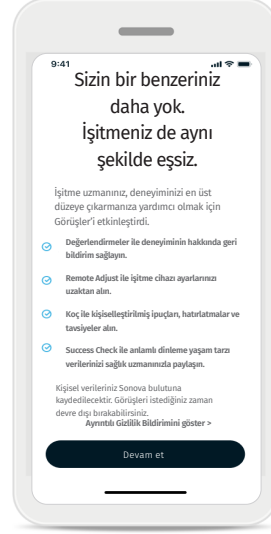 9:41
Sizin bir benzeriniz
daha yok.
İşitmeniz de aynı
şekilde eşsiz.
İşitme uzmanınız, deneyiminizi en üst
düzeye çıkarmanıza yardımcı olmak için
Görüşler'i etkinleştirdi.
Değerlendirmeler ile deneyiminin hakkında geri
bildirim sağlayın.
Remote Adjust ile işitme cihazı ayarlarınızı
uzaktan alın.
Koç ile kişiselleştirilmiş ipuçları, hatırlatmalar ve
tavsiyeler alın.
Success Check ile anlamlı dinleme yaşam tarzı
verilerinizi sağlık uzmanınızla paylaşın.
Kişisel verileriniz Sonova bulutuna
kaydedilecektir. Görüşleri istediğiniz zaman
devre dışı bırakabilirsiniz.
Ayrıntılı Gizlilik Bildirimini göster >
Devam et